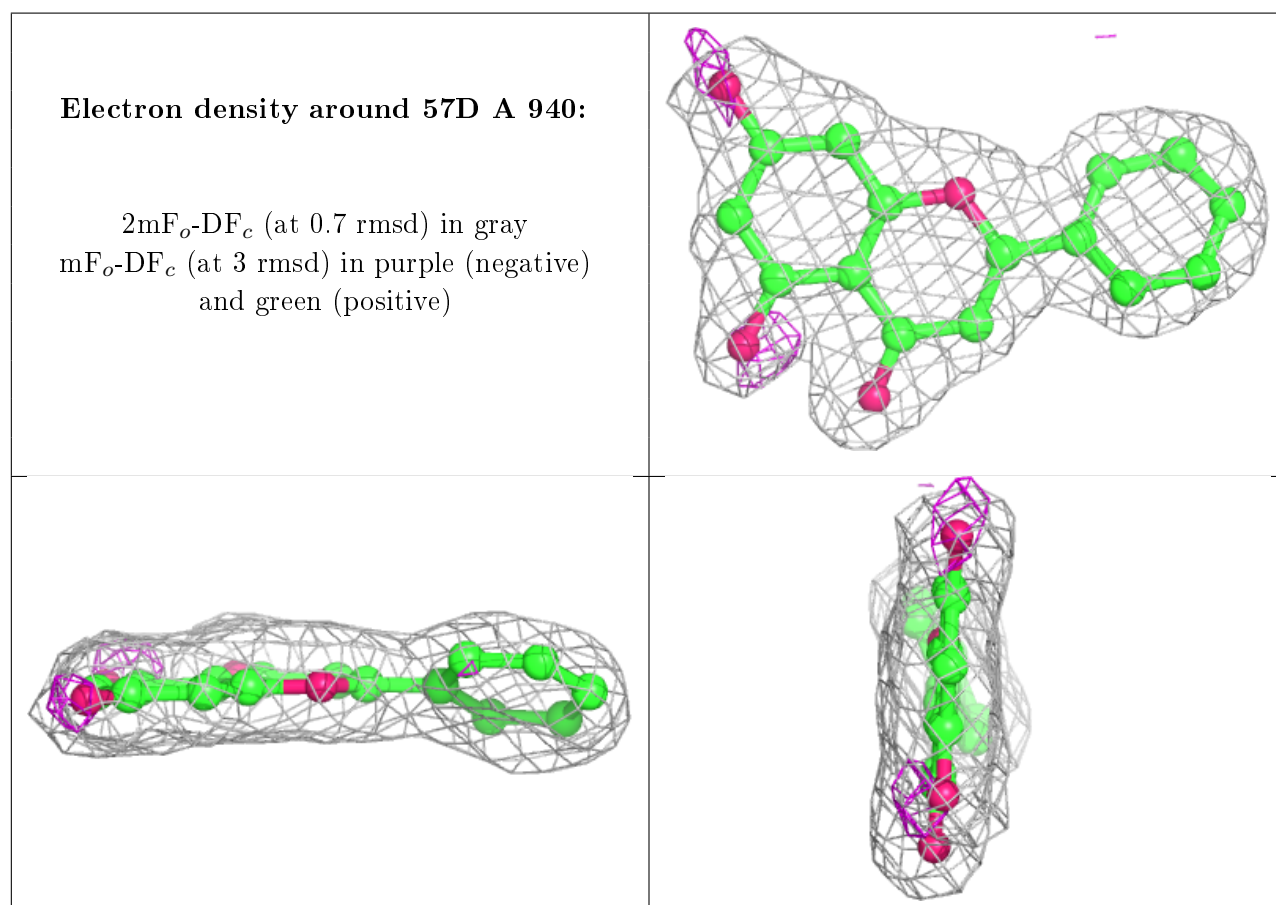 Electron density around 57D A 940:
2mFₒ-DF𝒸 (at 0.7 rmsd) in gray
mFₒ-DF𝒸 (at 3 rmsd) in purple (negative)
and green (positive)